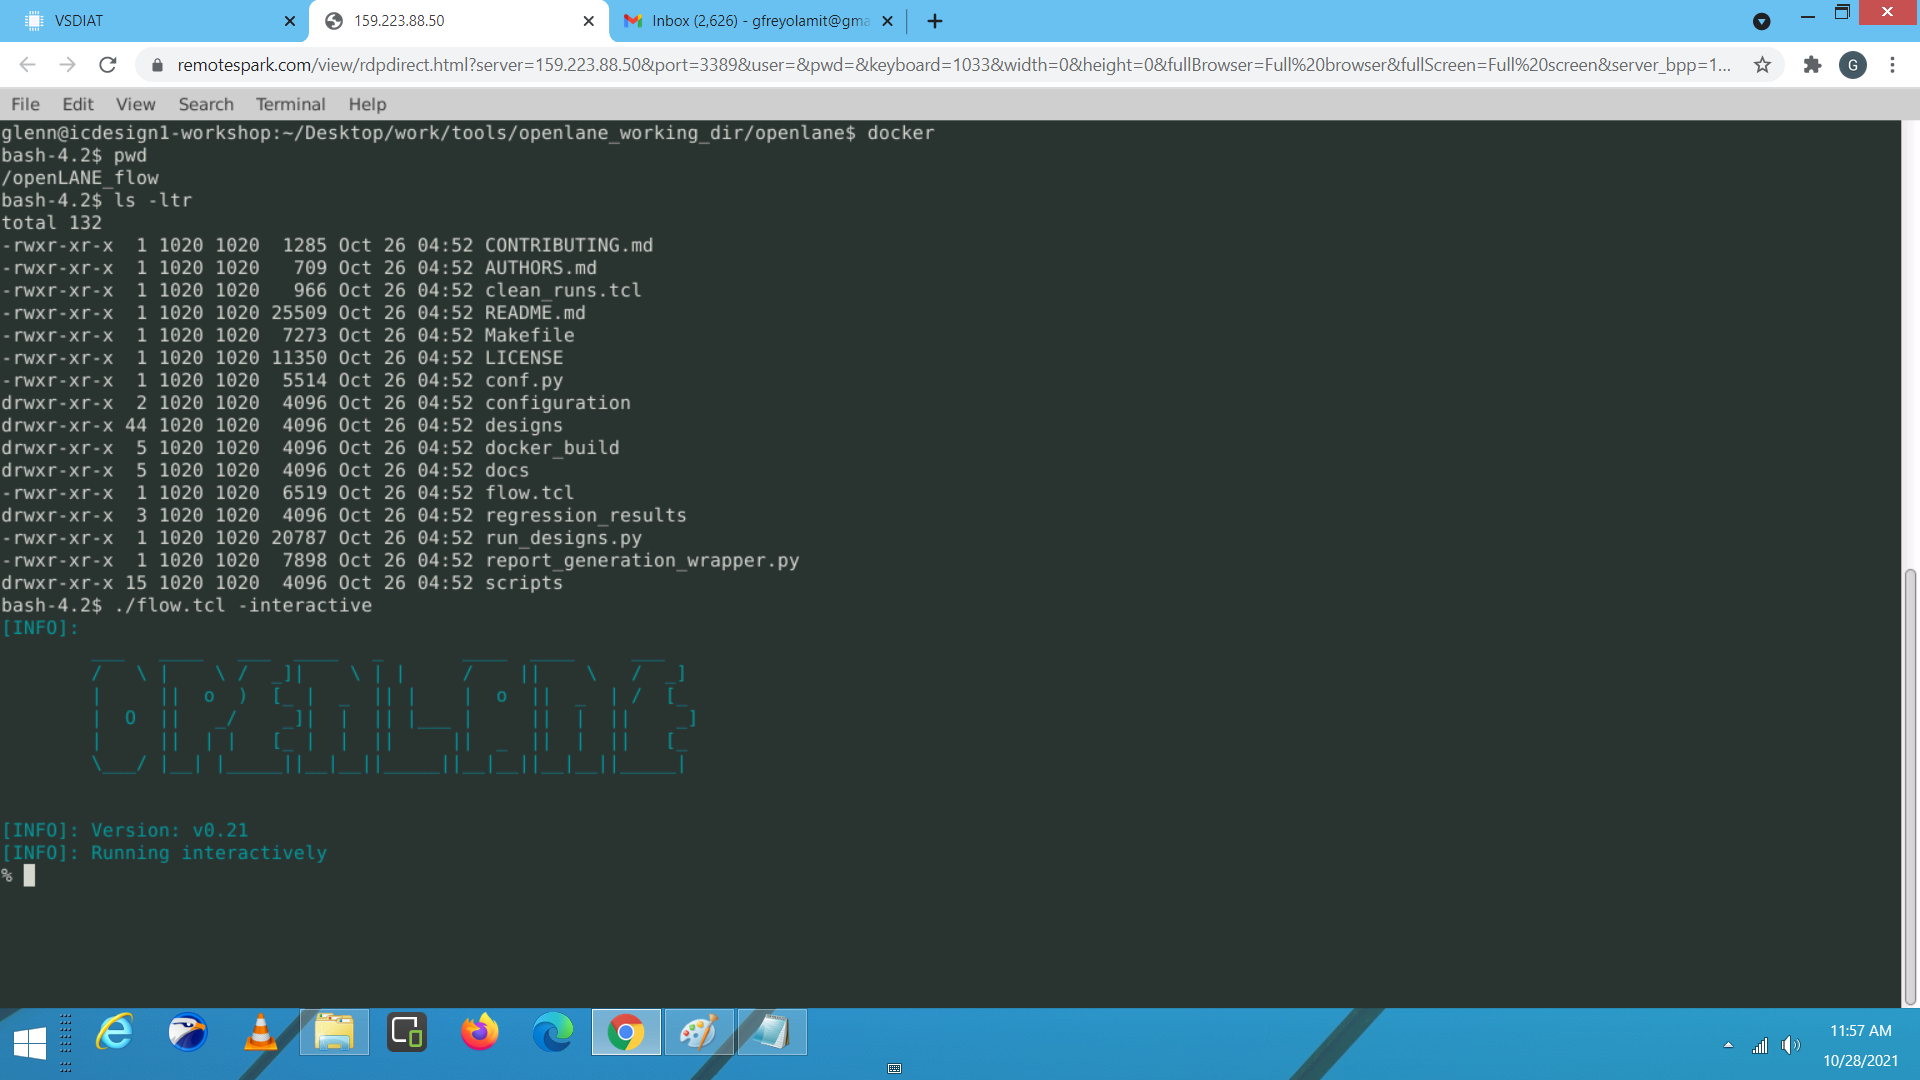 VSDIAT
159.223.88.50
Inbox (2,626) - gfreyolamit@gma
remotespark.com/view/rdpdirect.html?server=159.223.88.50&port=3389&user=&pwd=&keyboard=1033&width=0&height=0&fullBrowser=Full%20browser&fullScreen=Full%20screen&server_bpp=1...
G
File Edit View Search Terminal Help
glenn@icdesign1-workshop:~/Desktop/work/tools/openlane_working_dir/openlane$ docker
bash-4.2$ pwd
/openLANE_flow
bash-4.2$ ls -ltr
total 132
-rwxr-xr-x  1 1020 1020  1285 Oct 26 04:52 CONTRIBUTING.md
-rwxr-xr-x  1 1020 1020   709 Oct 26 04:52 AUTHORS.md
-rwxr-xr-x  1 1020 1020   966 Oct 26 04:52 clean_runs.tcl
-rwxr-xr-x  1 1020 1020 25509 Oct 26 04:52 README.md
-rwxr-xr-x  1 1020 1020  7273 Oct 26 04:52 Makefile
-rwxr-xr-x  1 1020 1020 11350 Oct 26 04:52 LICENSE
-rwxr-xr-x  1 1020 1020  5514 Oct 26 04:52 conf.py
drwxr-xr-x  2 1020 1020  4096 Oct 26 04:52 configuration
drwxr-xr-x 44 1020 1020  4096 Oct 26 04:52 designs
drwxr-xr-x  5 1020 1020  4096 Oct 26 04:52 docker_build
drwxr-xr-x  5 1020 1020  4096 Oct 26 04:52 docs
-rwxr-xr-x  1 1020 1020  6519 Oct 26 04:52 flow.tcl
drwxr-xr-x  3 1020 1020  4096 Oct 26 04:52 regression_results
-rwxr-xr-x  1 1020 1020 20787 Oct 26 04:52 run_designs.py
-rwxr-xr-x  1 1020 1020  7898 Oct 26 04:52 report_generation_wrapper.py
drwxr-xr-x 15 1020 1020  4096 Oct 26 04:52 scripts
bash-4.2$ ./flow.tcl -interactive
[INFO]:
OPENLANE
[INFO]: Version: v0.21
[INFO]: Running interactively
%
11:57 AM
10/28/2021